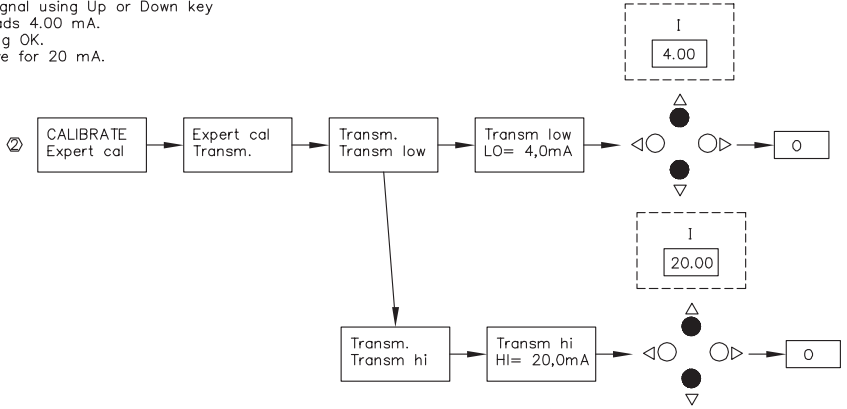 signal using Up or Down key
4.00 mA.
OK.
for 20 mA.
I
4.00
2
CALIBRATE
Expert cal
Expert cal
Transm.
Transm.
Transm low
Transm low
LO= 4,0mA
O
I
20.00
Transm.
Transm hi
Transm hi
HI= 20,0mA
O